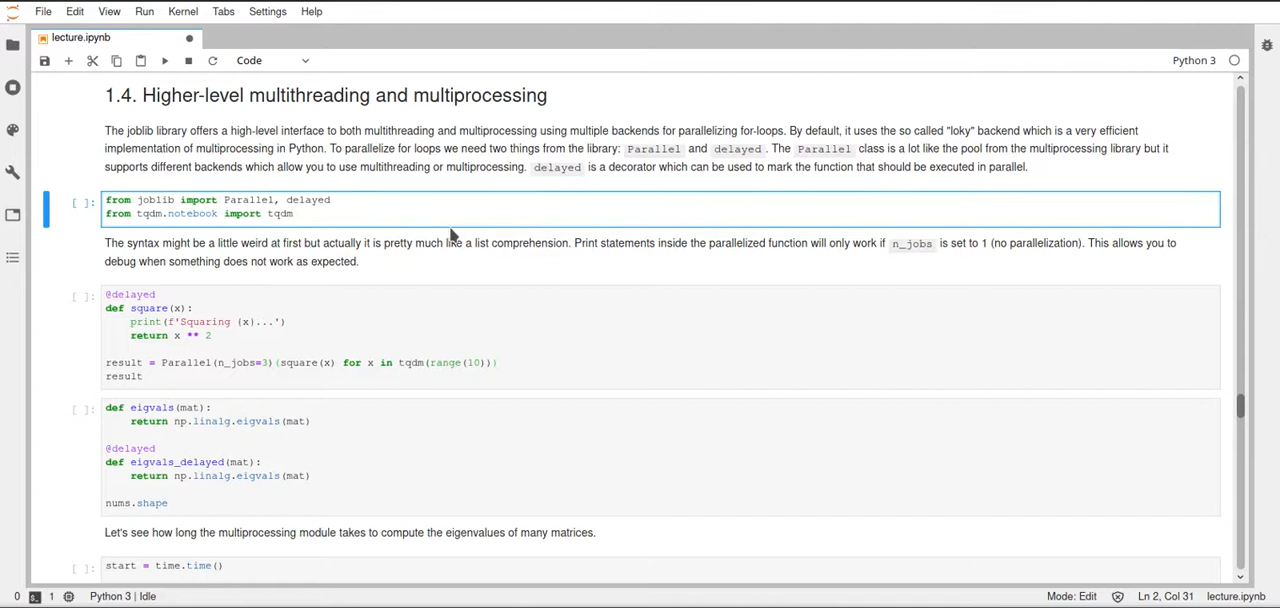 File Edit View Run Kernel Tabs Settings Help
lecture.ipynb
Code
Python 3
1.4. Higher-level multithreading and multiprocessing
The joblib library offers a high-level interface to both multithreading and multiprocessing using multiple backends for parallelizing for-loops. By default, it uses the so called "loky" backend which is a very efficient
implementation of multiprocessing in Python. To parallelize for loops we need two things from the library: Parallel and delayed. The Parallel class is a lot like the pool from the multiprocessing library but it
supports different backends which allow you to use multithreading or multiprocessing. delayed is a decorator which can be used to mark the function that should be executed in parallel.
[ ]: from joblib import Parallel, delayed
from tqdm.notebook import tqdm
The syntax might be a little weird at first but actually it is pretty much like a list comprehension. Print statements inside the parallelized function will only work if n_jobs is set to 1 (no parallelization). This allows you to
debug when something does not work as expected.
[ ]: @delayed
def square(x):
    print(f'Squaring {x}...')
    return x ** 2
result = Parallel(n_jobs=3)(square(x) for x in tqdm(range(10)))
result
[ ]: def eigvals(mat):
    return np.linalg.eigvals(mat)
@delayed
def eigvals_delayed(mat):
    return np.linalg.eigvals(mat)
nums.shape
Let's see how long the multiprocessing module takes to compute the eigenvalues of many matrices.
[ ]: start = time.time()
0 1 Python 3 | Idle Mode: Edit Ln 2, Col 31 lecture.ipynb